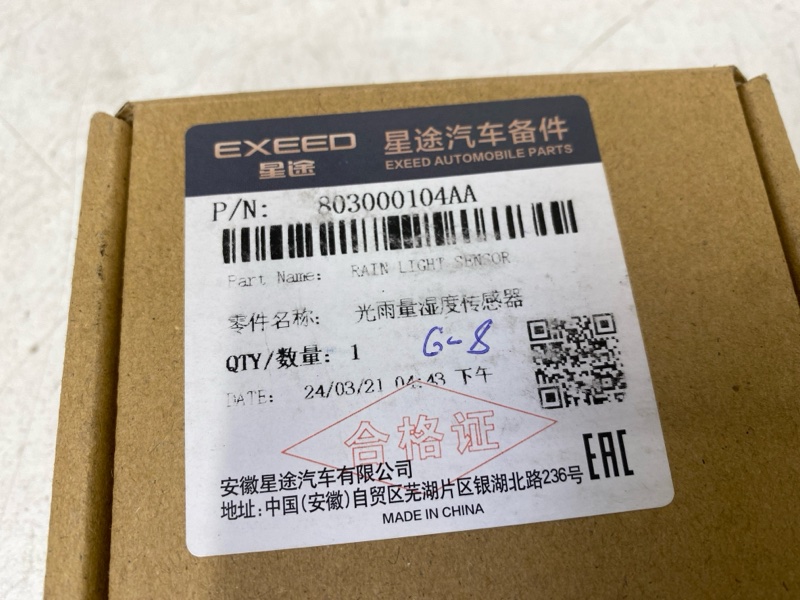 EXEED 星途汽车备件
星途 EXEED AUTOMOBILE PARTS
P/N: 803000104AA
Part Name: RAIN LIGHT SENSOR
零件名称: 光雨量湿度传感器
G-8
QTY/数量: 1
DATE: 24/03/21 04:43 下午
合格证
EAC
安徽星途汽车有限公司
地址:中国(安徽)自贸区芜湖片区银湖北路236号
MADE IN CHINA